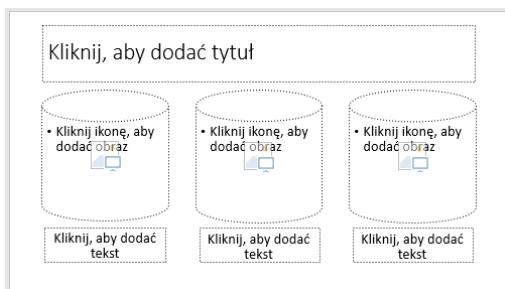 Kliknij, aby dodać tytuł
• Kliknij ikonę, aby
dodać obraz
• Kliknij ikonę, aby
dodać obraz
• Kliknij ikonę, aby
dodać obraz
Kliknij, aby dodać
tekst
Kliknij, aby dodać
tekst
Kliknij, aby dodać
tekst